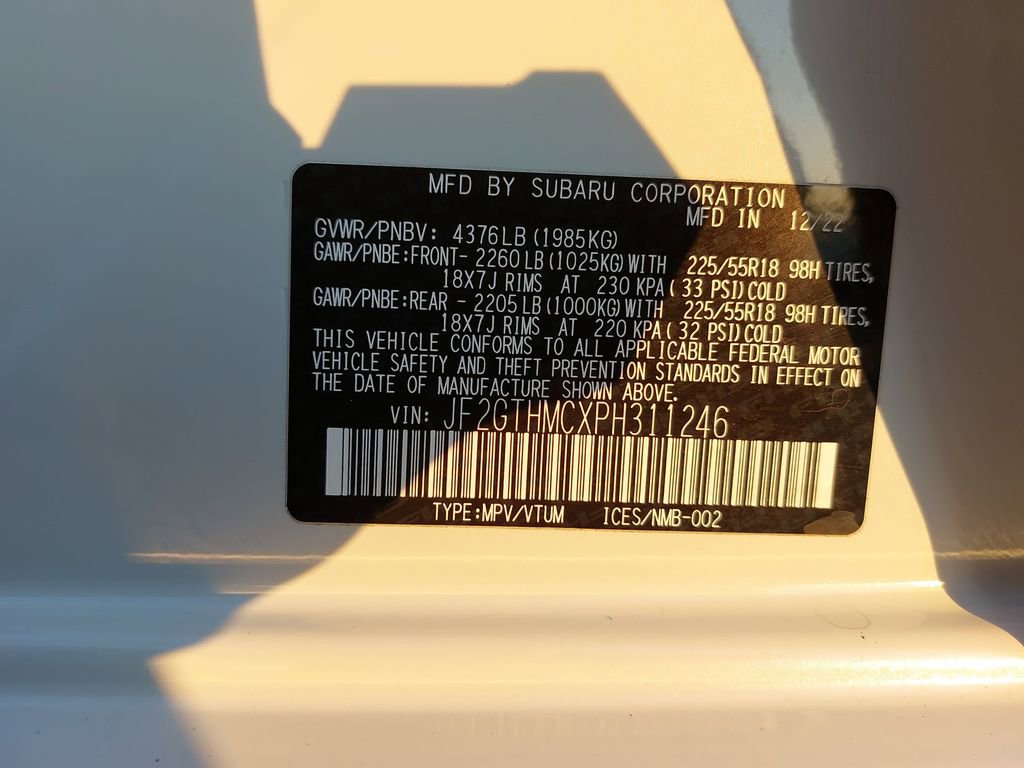 MFD BY SUBARU CORPORATION
MFD IN 12/22
GVWR/PNBV: 4376LB (1985KG)
GAWR/PNBE:FRONT- 2260LB (1025KG) WITH 225/55R18 98H TIRES,
18X7J RIMS AT 230 KPA ( 33 PSI) COLD
GAWR/PNBE:REAR - 2205LB (1000KG) WITH 225/55R18 98H TIRES,
18X7J RIMS AT 220 KPA ( 32 PSI) COLD
THIS VEHICLE CONFORMS TO ALL APPLICABLE FEDERAL MOTOR
VEHICLE SAFETY AND THEFT PREVENTION STANDARDS IN EFFECT ON
THE DATE OF MANUFACTURE SHOWN ABOVE.
VIN: JF2GTHMCXPH311246
TYPE:MPV/VTUM ICES/NMB-002